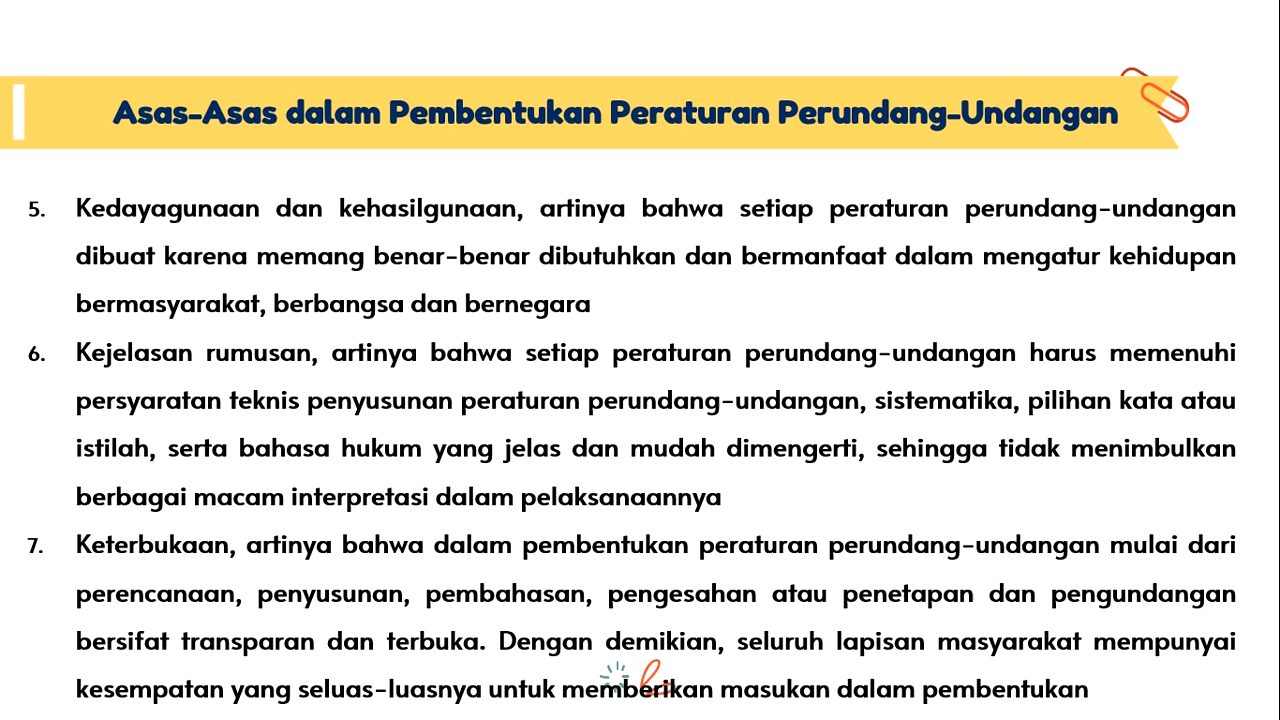 Asas-Asas dalam Pembentukan Peraturan Perundang-Undangan
5. Kedayagunaan dan kehasilgunaan, artinya bahwa setiap peraturan perundang-undangan
dibuat karena memang benar-benar dibutuhkan dan bermanfaat dalam mengatur kehidupan
bermasyarakat, berbangsa dan bernegara
6. Kejelasan rumusan, artinya bahwa setiap peraturan perundang-undangan harus memenuhi
persyaratan teknis penyusunan peraturan perundang-undangan, sistematika, pilihan kata atau
istilah, serta bahasa hukum yang jelas dan mudah dimengerti, sehingga tidak menimbulkan
berbagai macam interpretasi dalam pelaksanaannya
7. Keterbukaan, artinya bahwa dalam pembentukan peraturan perundang-undangan mulai dari
perencanaan, penyusunan, pembahasan, pengesahan atau penetapan dan pengundangan
bersifat transparan dan terbuka. Dengan demikian, seluruh lapisan masyarakat mempunyai
kesempatan yang seluas-luasnya untuk memberikan masukan dalam pembentukan